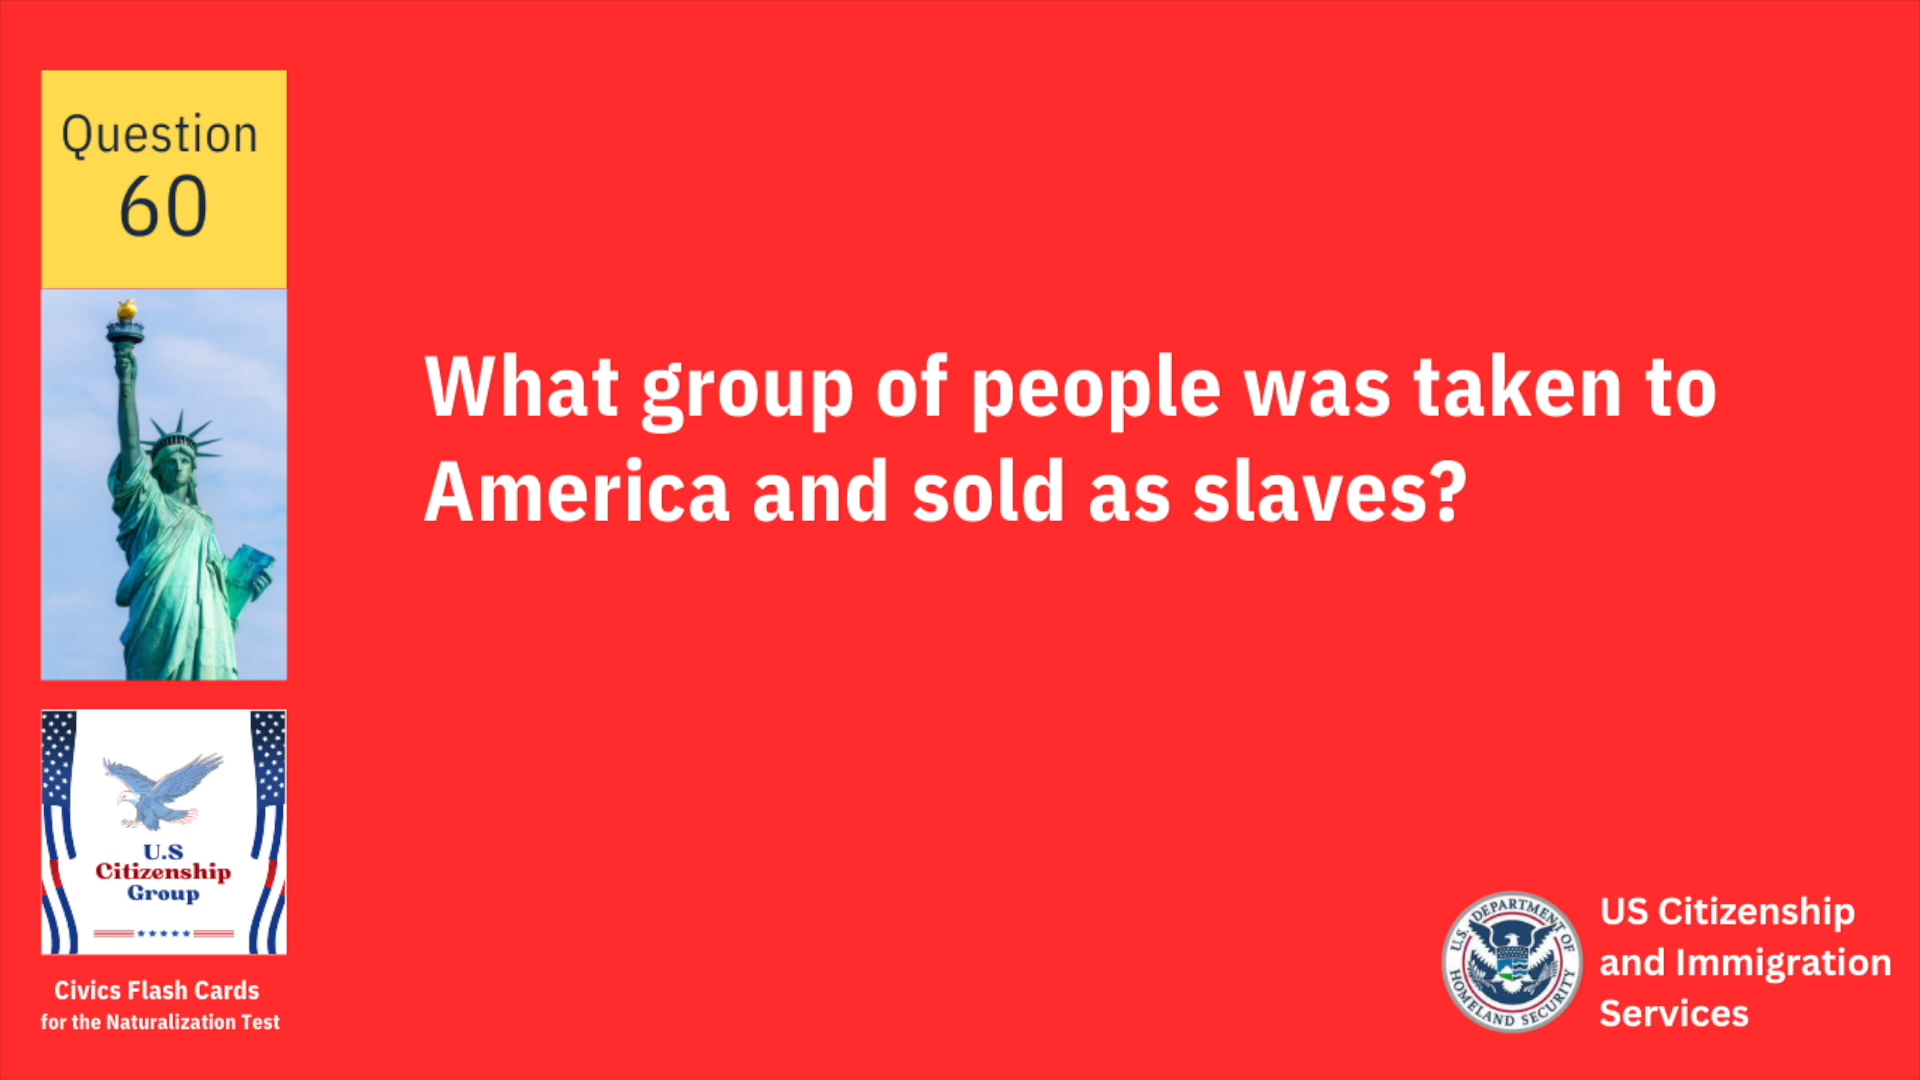 Question
60
What group of people was taken to
America and sold as slaves?
U.S
Citizenship
Group
Civics Flash Cards
for the Naturalization Test
U.S. DEPARTMENT OF
HOMELAND SECURITY
US Citizenship
and Immigration
Services